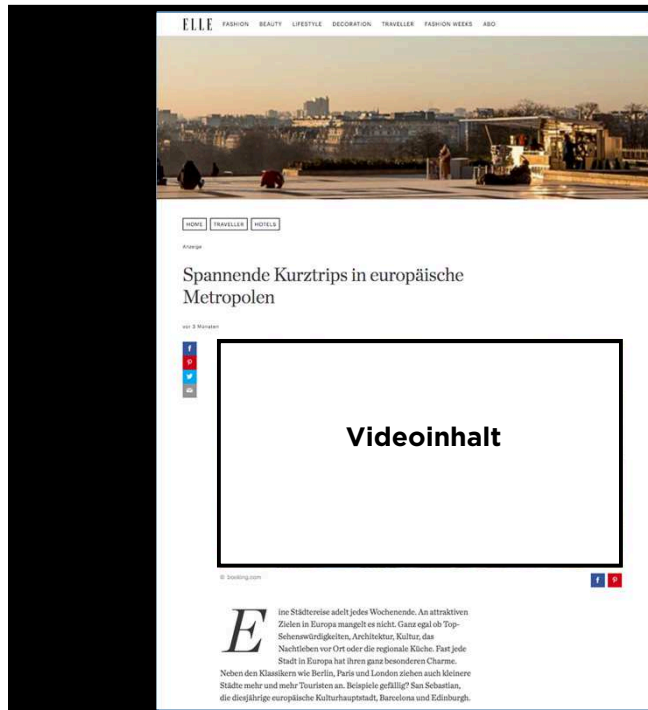 ELLE FASHION BEAUTY LIFESTYLE DECORATION TRAVELLER FASHION WEEKS ABO
HOME TRAVELLER HOTELS
Anzeige
Spannende Kurztrips in europäische
Metropolen
vor 3 Monaten
Videoinhalt
© booking.com
Eine Städtereise adelt jedes Wochenende. An attraktiven
Zielen in Europa mangelt es nicht. Ganz egal ob Top-
Sehenswürdigkeiten, Architektur, Kultur, das
Nachtleben vor Ort oder die regionale Küche. Fast jede
Stadt in Europa hat ihren ganz besonderen Charme.
Neben den Klassikern wie Berlin, Paris und London ziehen auch kleinere
Städte mehr und mehr Touristen an. Beispiele gefällig? San Sebastian,
die diesjährige europäische Kulturhauptstadt, Barcelona und Edinburgh.